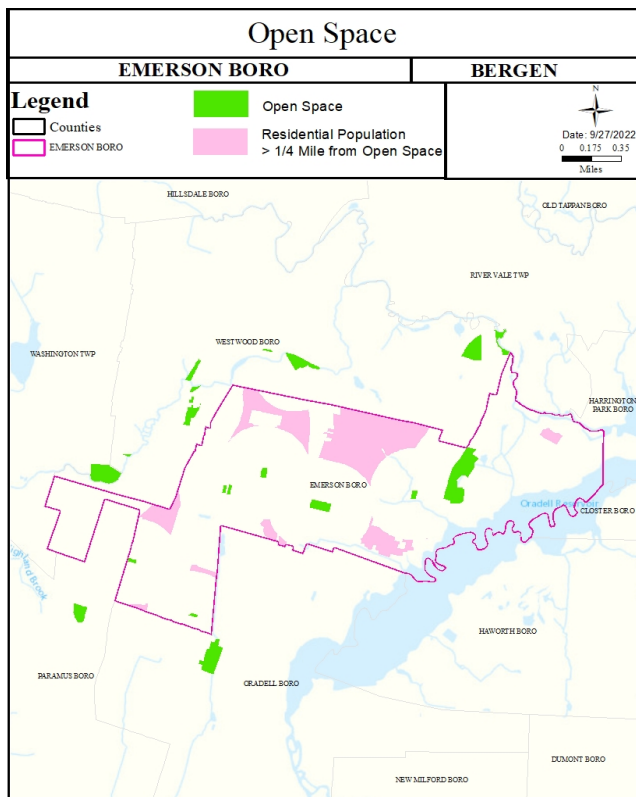 Open Space
EMERSON BORO
BERGEN
Legend
Counties
EMERSON BORO
Open Space
Residential Population
> 1/4 Mile from Open Space
N
Date: 9/27/2022
0 0.175 0.35
Miles
HILLSDALE BORO
OLD TAPPAN BORO
RIVER VALE TWP
WESTWOOD BORO
WASHINGTON TWP
HARRINGTON
PARK BORO
EMERSON BORO
Oradell Reservoir
CLOSTER BORO
Brook
HAWORTH BORO
PARAMUS BORO
ORADELL BORO
DUMONT BORO
NEW MILFORD BORO